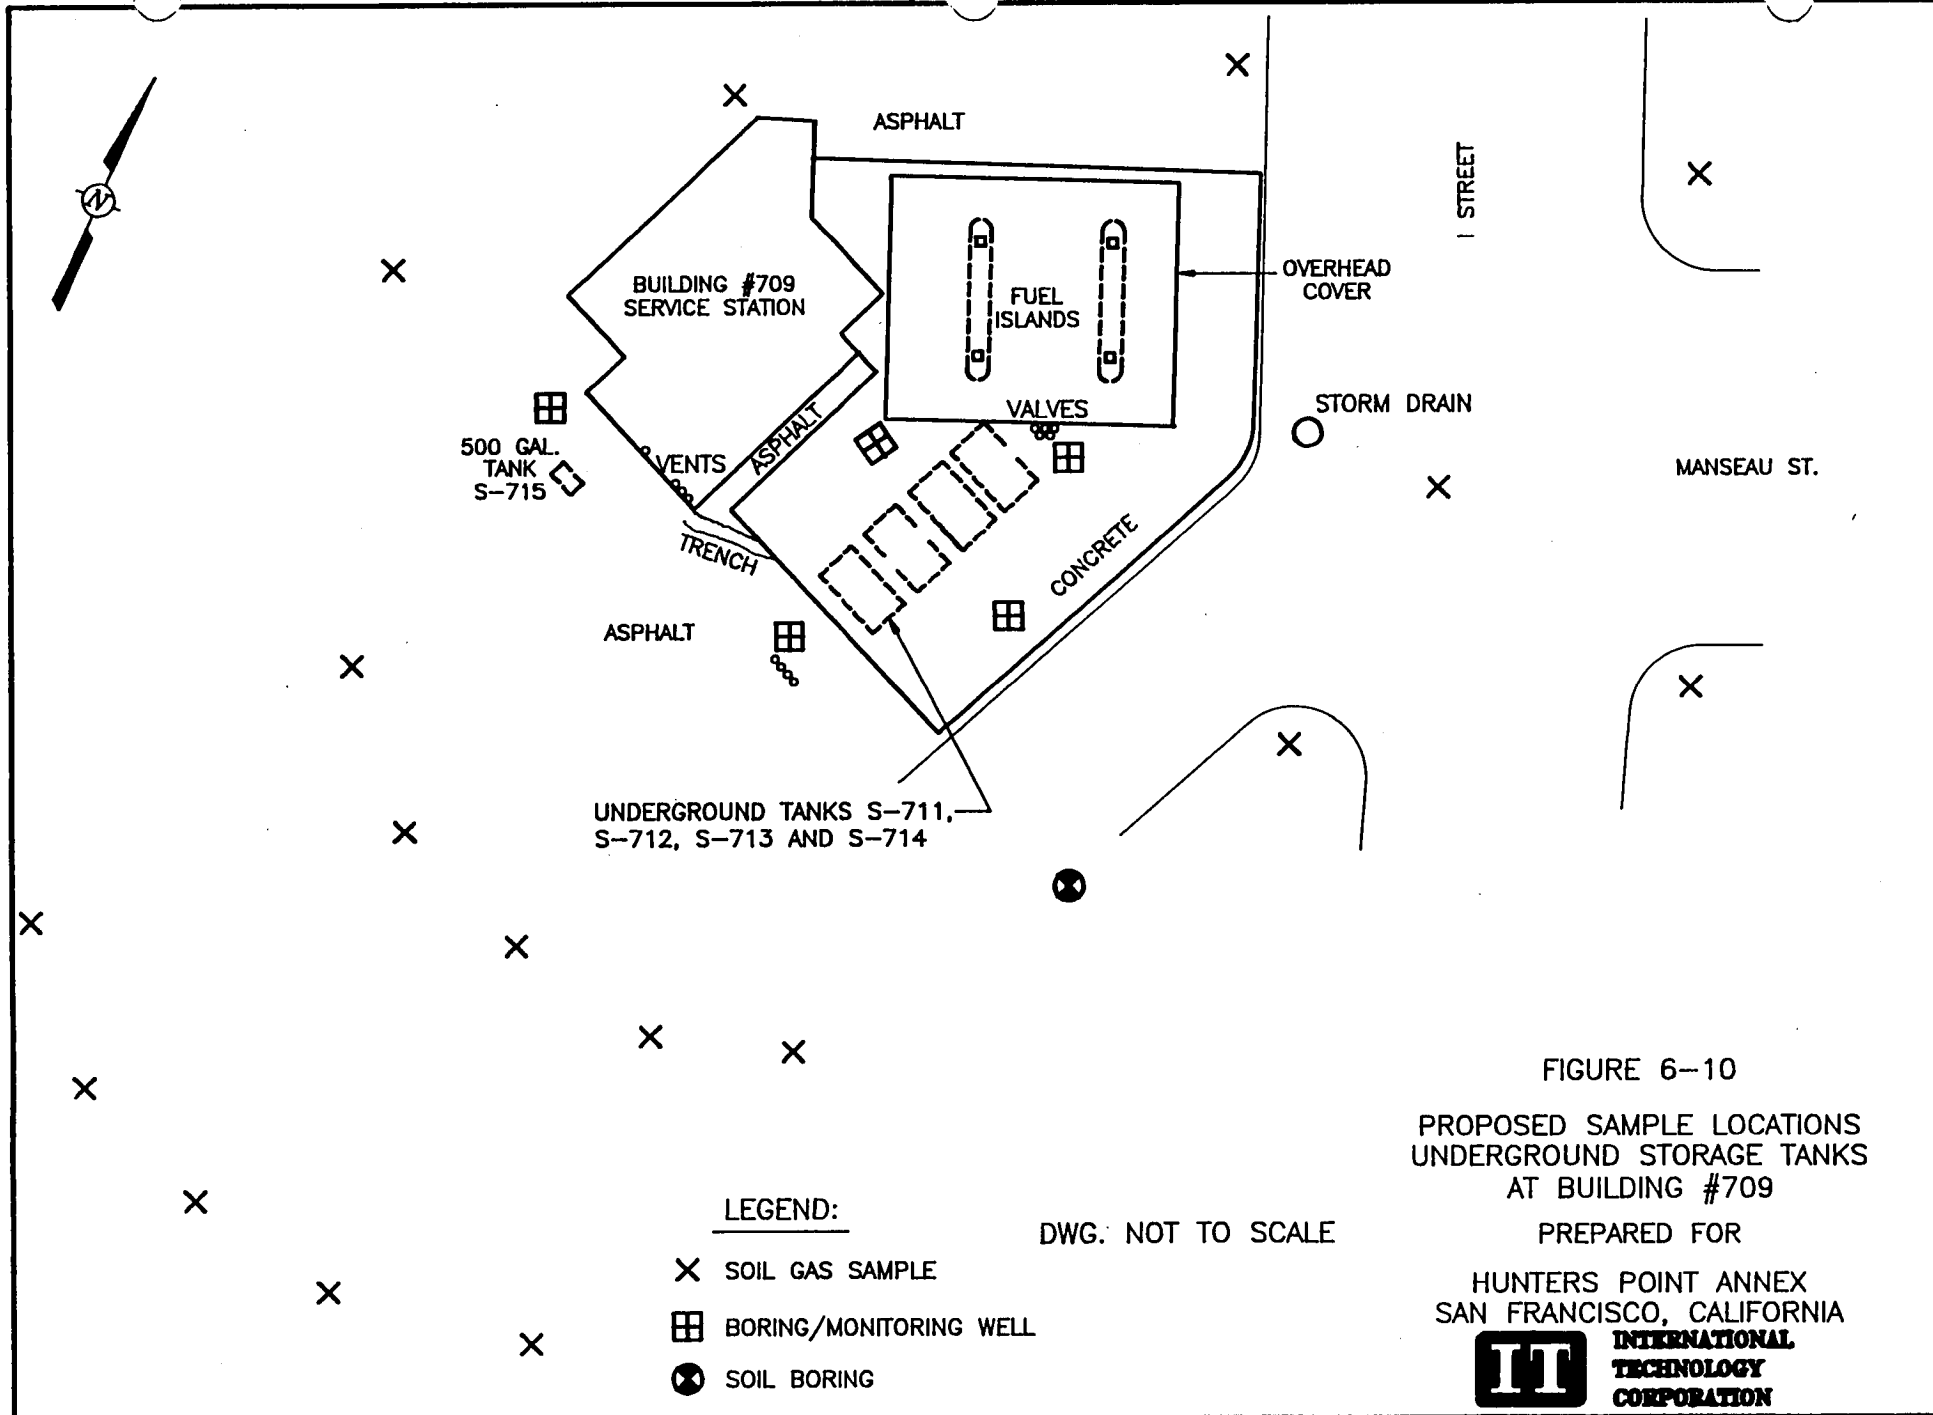 N
ASPHALT
I STREET
BUILDING #709
SERVICE STATION
FUEL
ISLANDS
OVERHEAD
COVER
VALVES
STORM DRAIN
MANSEAU ST.
500 GAL.
TANK
S-715
VENTS
ASPHALT
TRENCH
CONCRETE
ASPHALT
UNDERGROUND TANKS S-711,
S-712, S-713 AND S-714
LEGEND:
SOIL GAS SAMPLE
BORING/MONITORING WELL
SOIL BORING
DWG. NOT TO SCALE
FIGURE 6-10
PROPOSED SAMPLE LOCATIONS
UNDERGROUND STORAGE TANKS
AT BUILDING #709
PREPARED FOR
HUNTERS POINT ANNEX
SAN FRANCISCO, CALIFORNIA
IT
INTERNATIONAL
TECHNOLOGY
CORPORATION